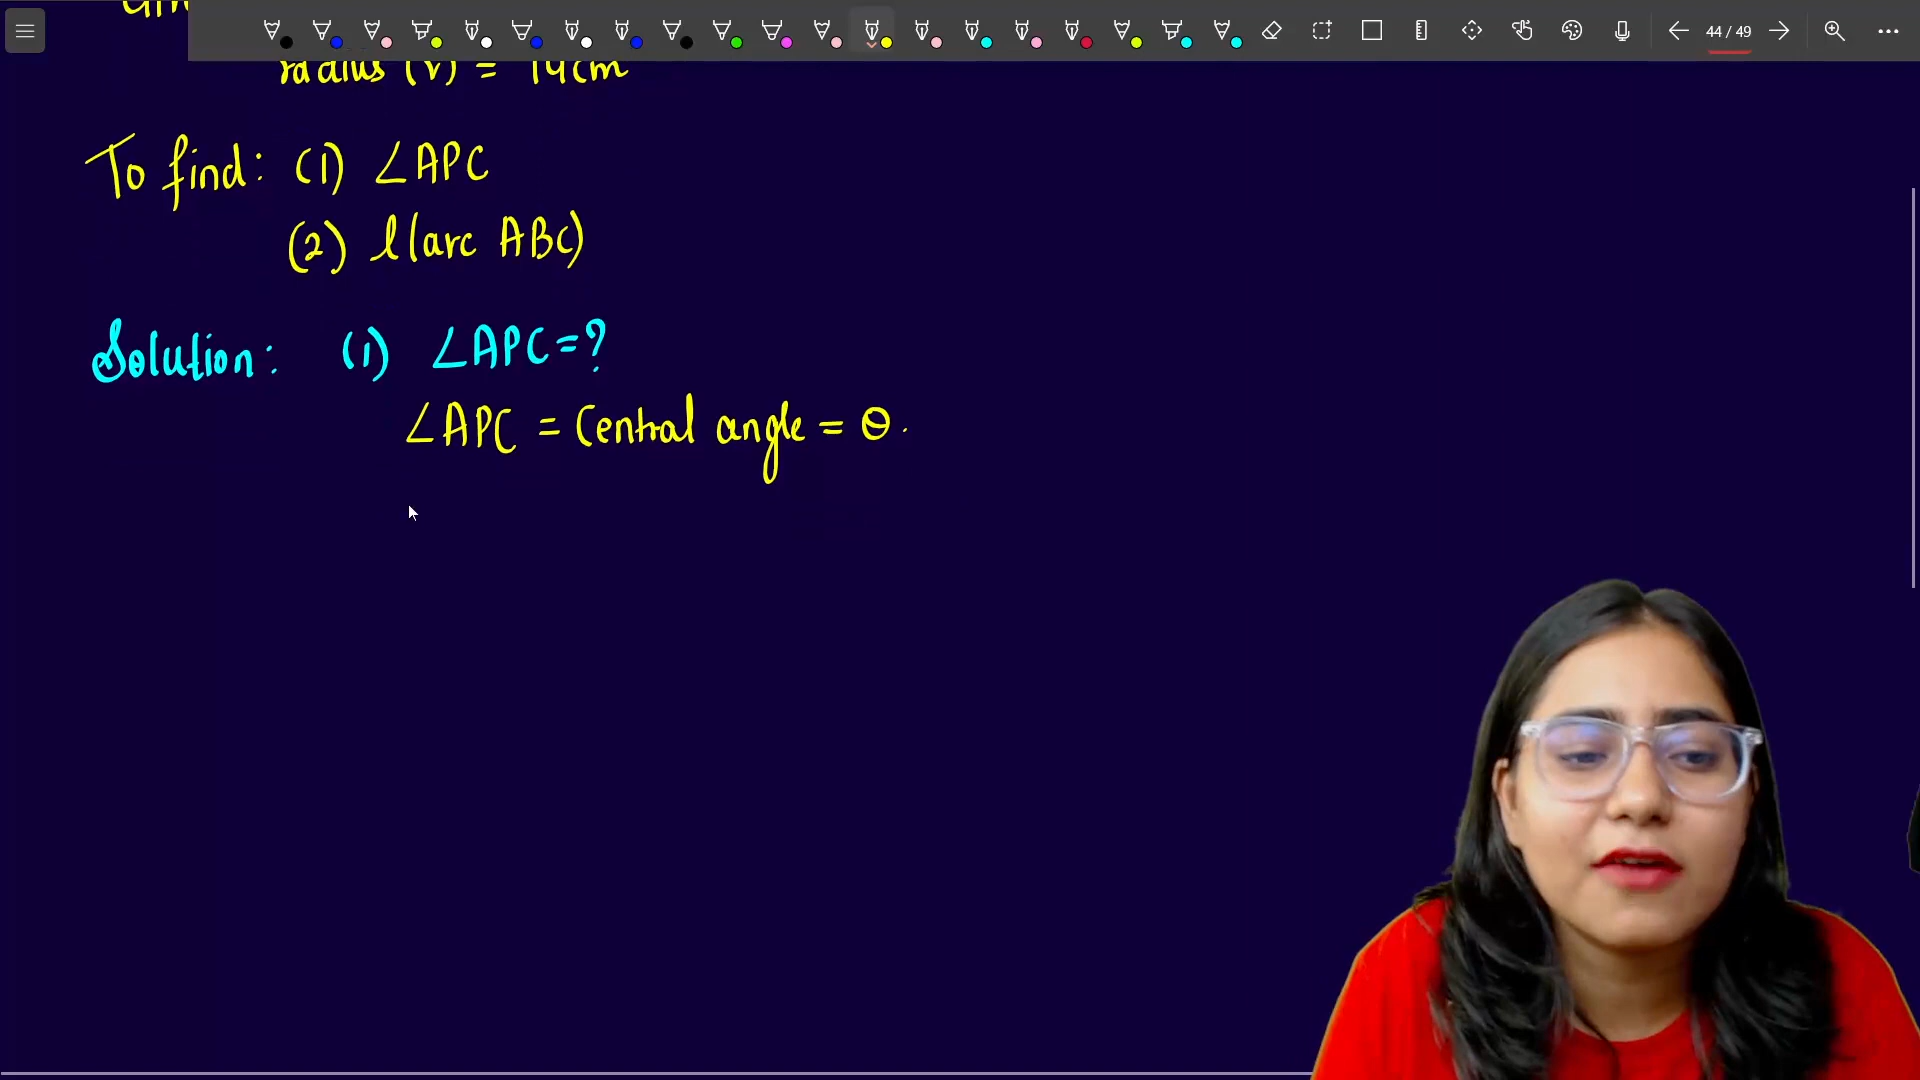 44 / 49
radius (r) = 14cm
To find: (1) ∠APC
(2) l(arc ABC)
Solution: (1) ∠APC=?
∠APC = Central angle = θ.